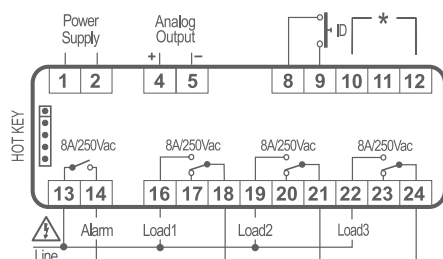 Power Supply
Analog Output
+ −
ID
*
1 2 4 5 8 9 10 11 12
HOT KEY
8A/250Vac 8A/250Vac 8A/250Vac 8A/250Vac
13 14 16 17 18 19 20 21 22 23 24
Alarm Load1 Load2 Load3
Line